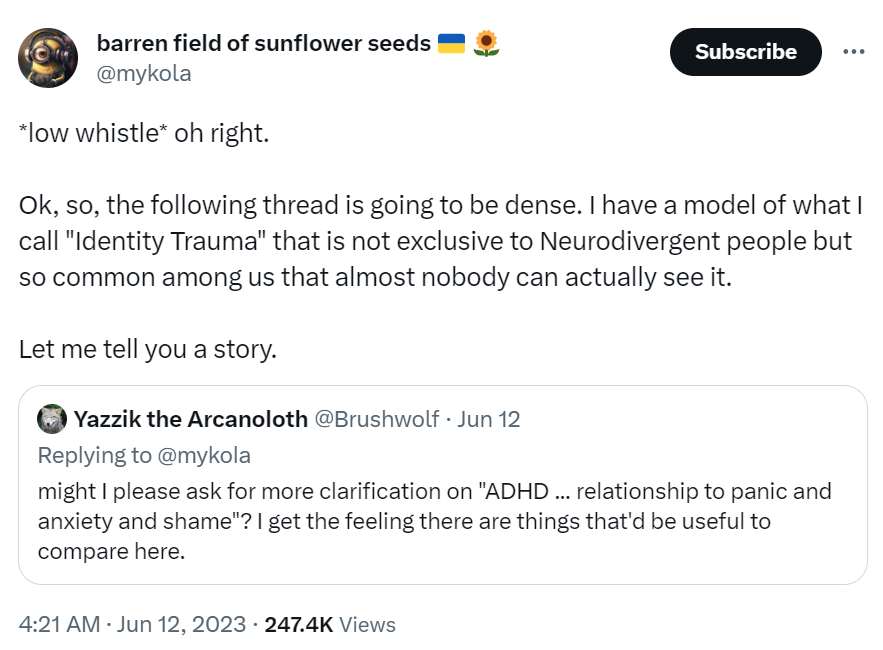 barren field of sunflower seeds 🇺🇦 🌻
@mykola
Subscribe
*low whistle* oh right.
Ok, so, the following thread is going to be dense. I have a model of what I
call "Identity Trauma" that is not exclusive to Neurodivergent people but
so common among us that almost nobody can actually see it.
Let me tell you a story.
Yazzik the Arcanoloth @Brushwolf · Jun 12
Replying to @mykola
might I please ask for more clarification on "ADHD ... relationship to panic and
anxiety and shame"? I get the feeling there are things that'd be useful to
compare here.
4:21 AM · Jun 12, 2023 · 247.4K Views